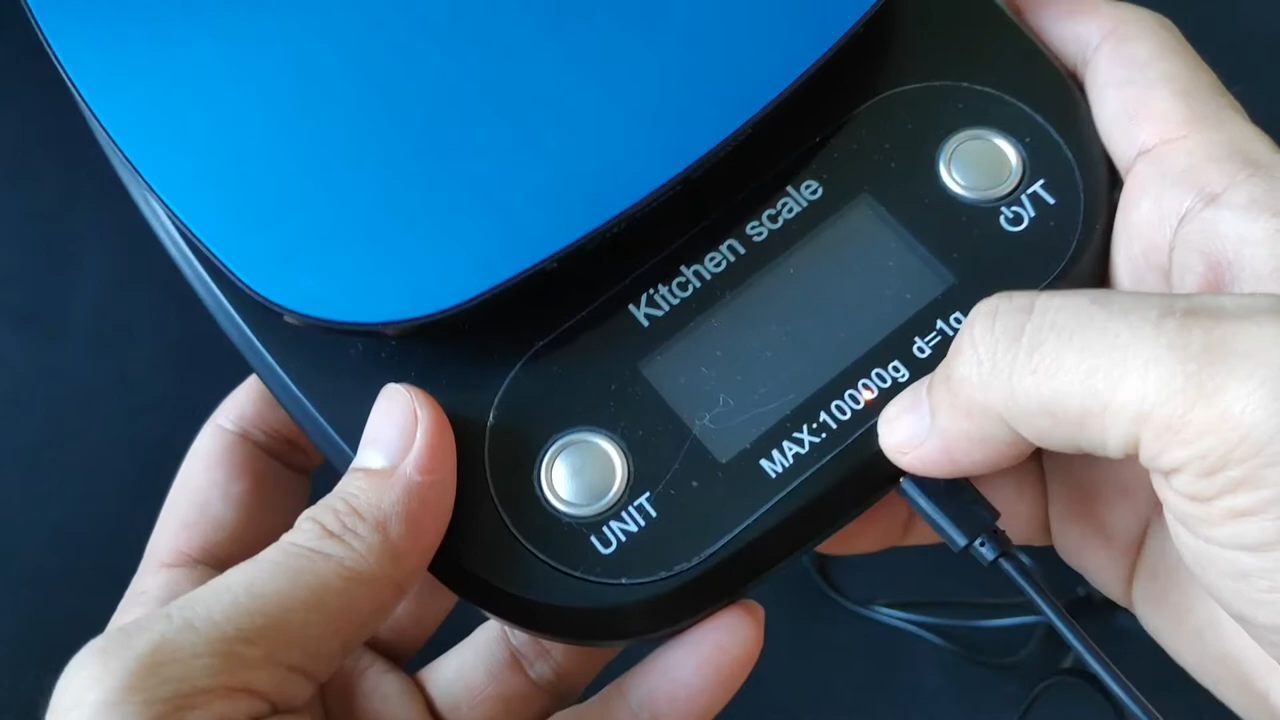 Kitchen scale
⏻/T
MAX:10000g d=1g
UNIT